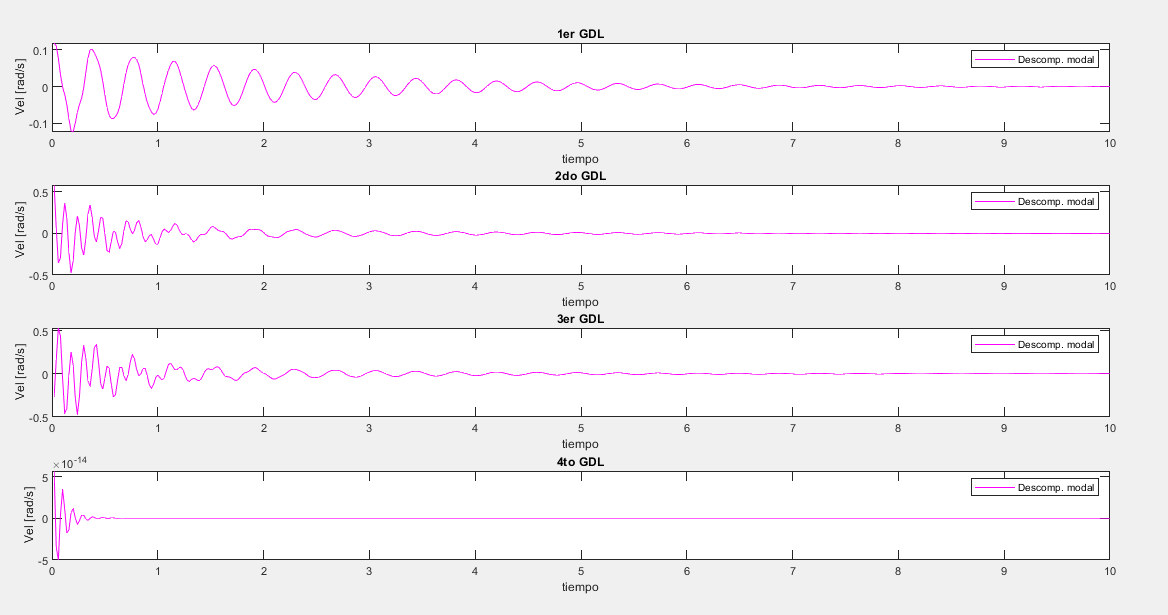 1er GDL
Descomp. modal
Vel [rad/s]
0.1
0
-0.1
0 1 2 3 4 5 6 7 8 9 10
tiempo
2do GDL
Descomp. modal
Vel [rad/s]
0.5
0
-0.5
0 1 2 3 4 5 6 7 8 9 10
tiempo
3er GDL
Descomp. modal
Vel [rad/s]
0.5
0
-0.5
0 1 2 3 4 5 6 7 8 9 10
tiempo
×10^-14
4to GDL
Descomp. modal
Vel [rad/s]
5
0
-5
0 1 2 3 4 5 6 7 8 9 10
tiempo